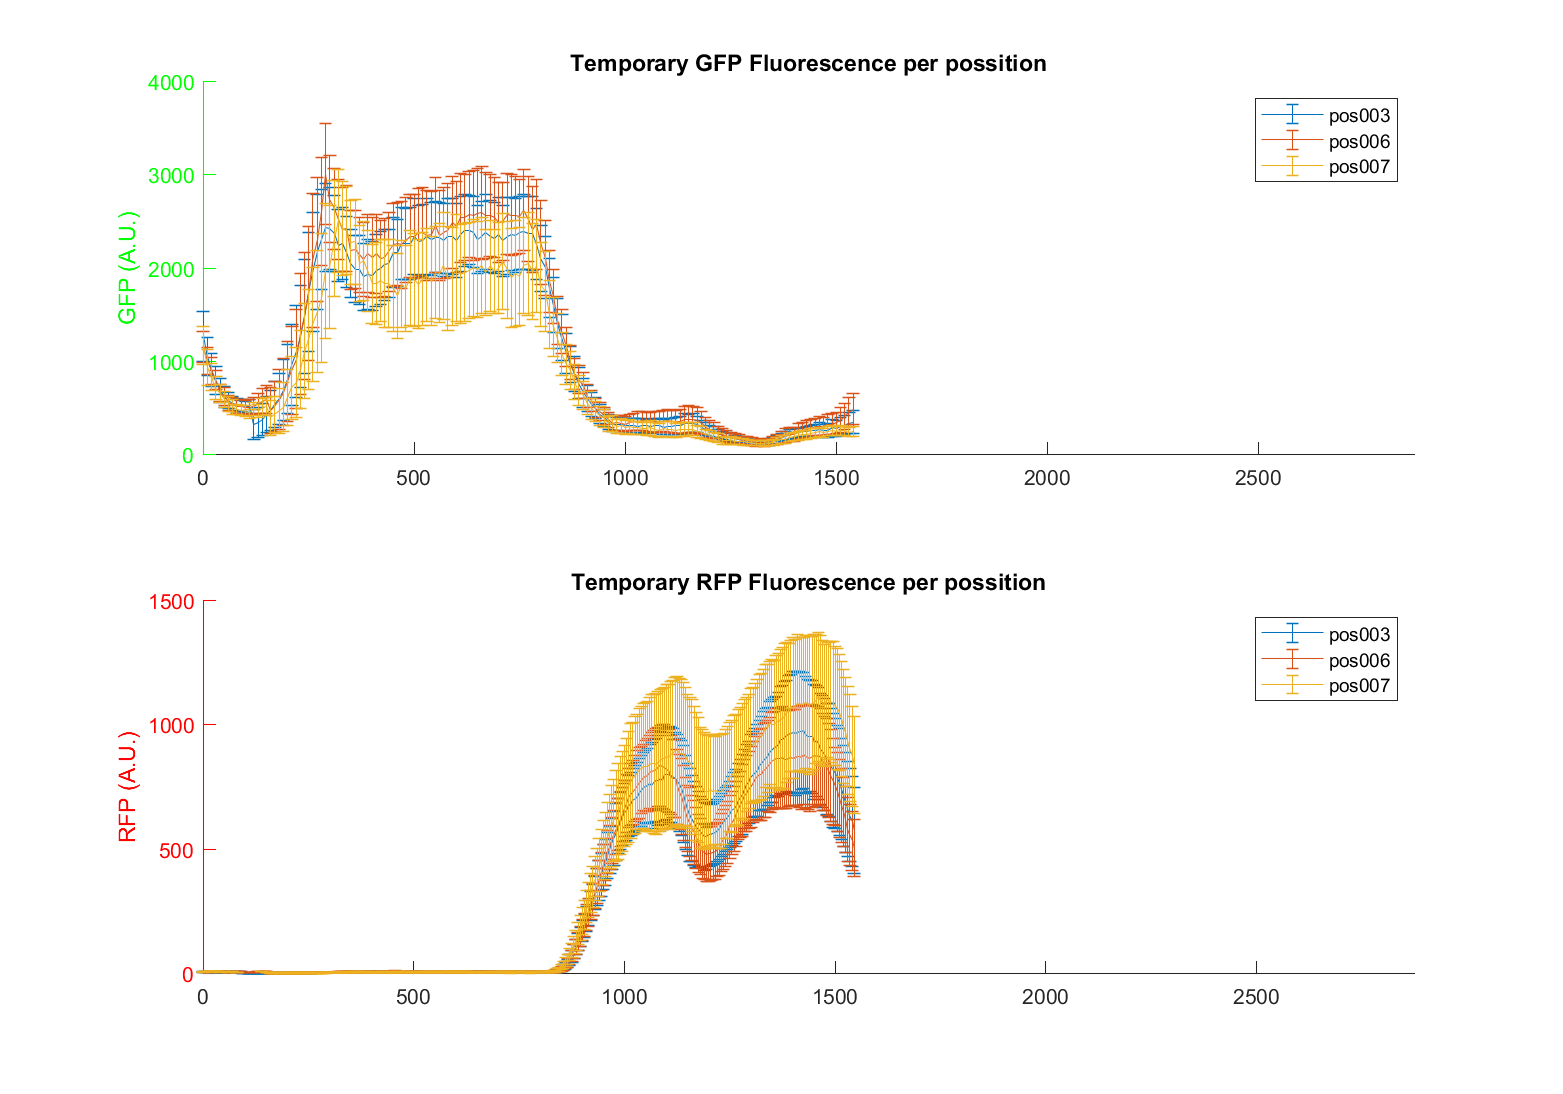 Temporary GFP Fluorescence per possition
4000
3000
2000
1000
0
GFP (A.U.)
0 500 1000 1500 2000 2500
pos003
pos006
pos007
Temporary RFP Fluorescence per possition
1500
1000
500
0
RFP (A.U.)
0 500 1000 1500 2000 2500
pos003
pos006
pos007